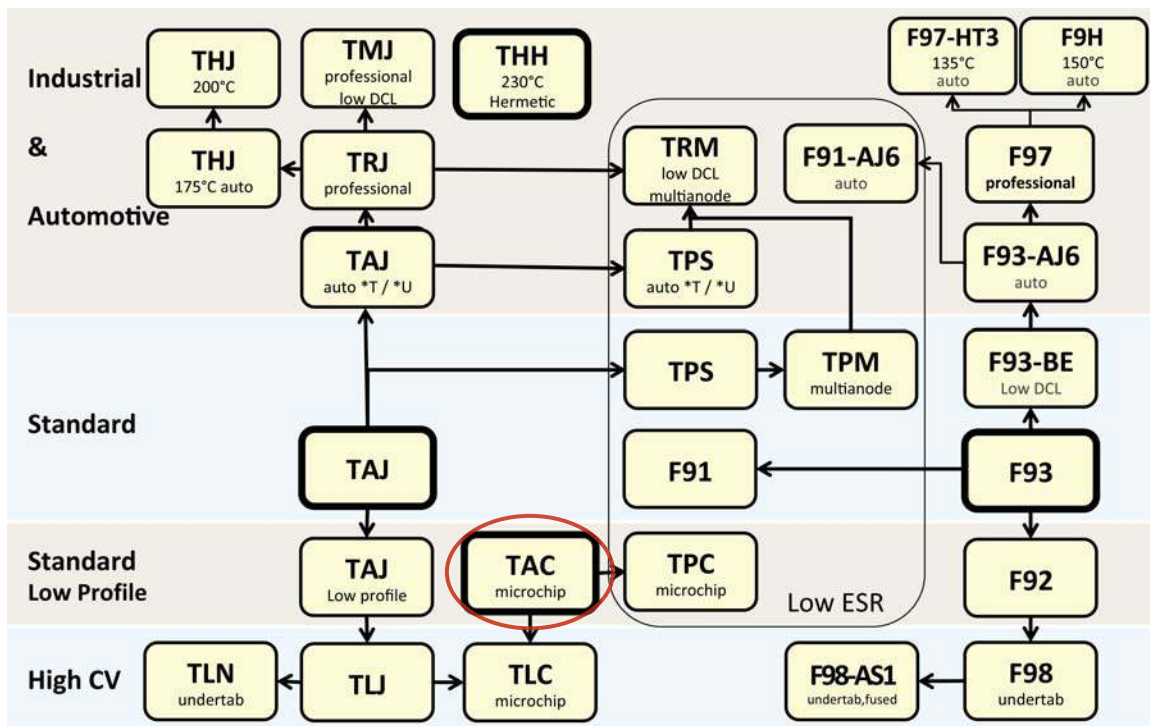 Industrial
&
Automotive
THJ
200°C
TMJ
professional
low DCL
THH
230°C
Hermetic
F97-HT3
135°C
auto
F9H
150°C
auto
THJ
175°C auto
TRJ
professional
TRM
low DCL
multianode
F91-AJ6
auto
F97
professional
TAJ
auto *T / *U
TPS
auto *T / *U
F93-AJ6
auto
Standard
TPS
TPM
multianode
F93-BE
Low DCL
TAJ
F91
F93
Standard
Low Profile
TAJ
Low profile
TAC
microchip
TPC
microchip
Low ESR
F92
High CV
TLN
undertab
TLJ
TLC
microchip
F98-AS1
undertab,fused
F98
undertab